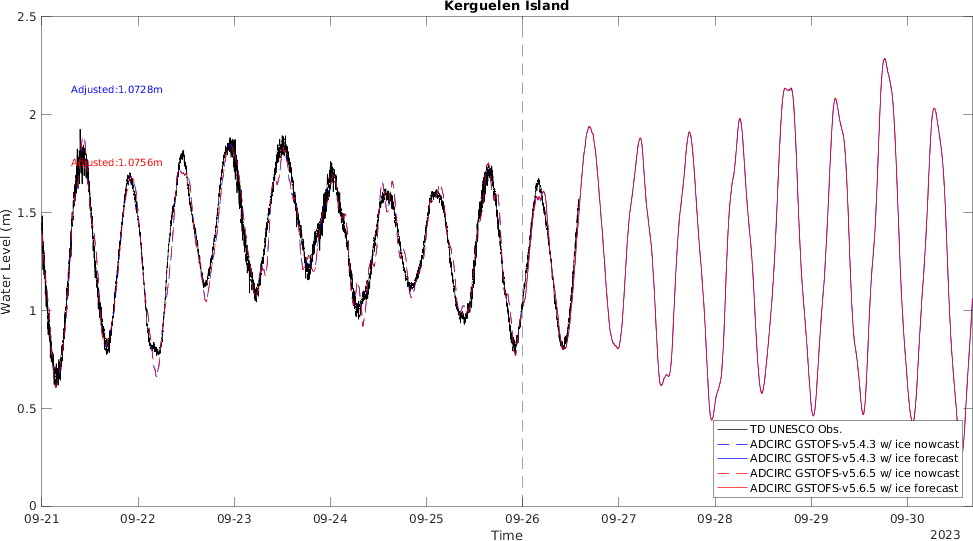 Kerguelen Island
2.5
2
1.5
1
0.5
0
Water Level (m)
Adjusted:1.0728m
Adjusted:1.0756m
TD UNESCO Obs.
ADCIRC GSTOFS-v5.4.3 w/ ice nowcast
ADCIRC GSTOFS-v5.4.3 w/ ice forecast
ADCIRC GSTOFS-v5.6.5 w/ ice nowcast
ADCIRC GSTOFS-v5.6.5 w/ ice forecast
09-21 09-22 09-23 09-24 09-25 09-26 09-27 09-28 09-29 09-30
Time
2023